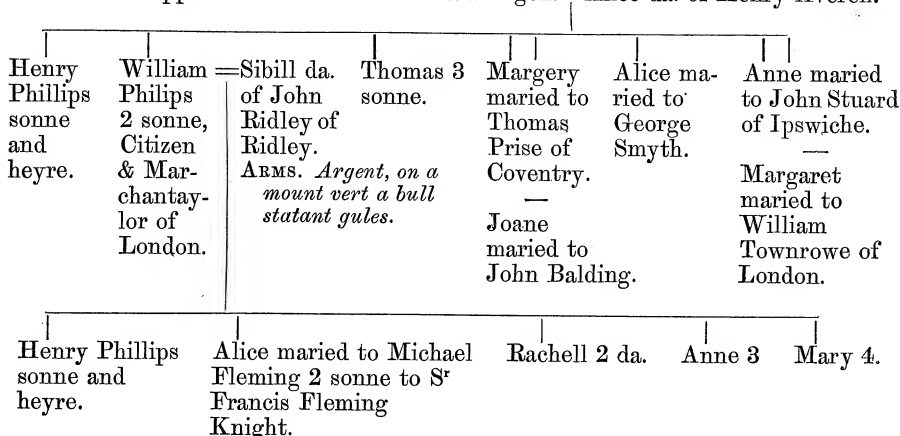 Henry
Phillips
sonne
and
heyre.
William
Philips
2 sonne,
Citizen
& Mar-
chantay-
lor of
London.
=Sibill da.
of John
Ridley of
Ridley.
ARMS. Argent, on a
mount vert a bull
statant gules.
Thomas 3
sonne.
Margery
maried to
Thomas
Prise of
Coventry.
—
Joane
maried to
John Balding.
Alice ma-
ried to
George
Smyth.
Anne maried
to John Stuard
of Ipswiche.
—
Margaret
maried to
William
Townrowe of
London.
Henry Phillips
sonne and
heyre.
Alice maried to Michael
Fleming 2 sonne to Sʳ
Francis Fleming
Knight.
Rachell 2 da.
Anne 3
Mary 4.